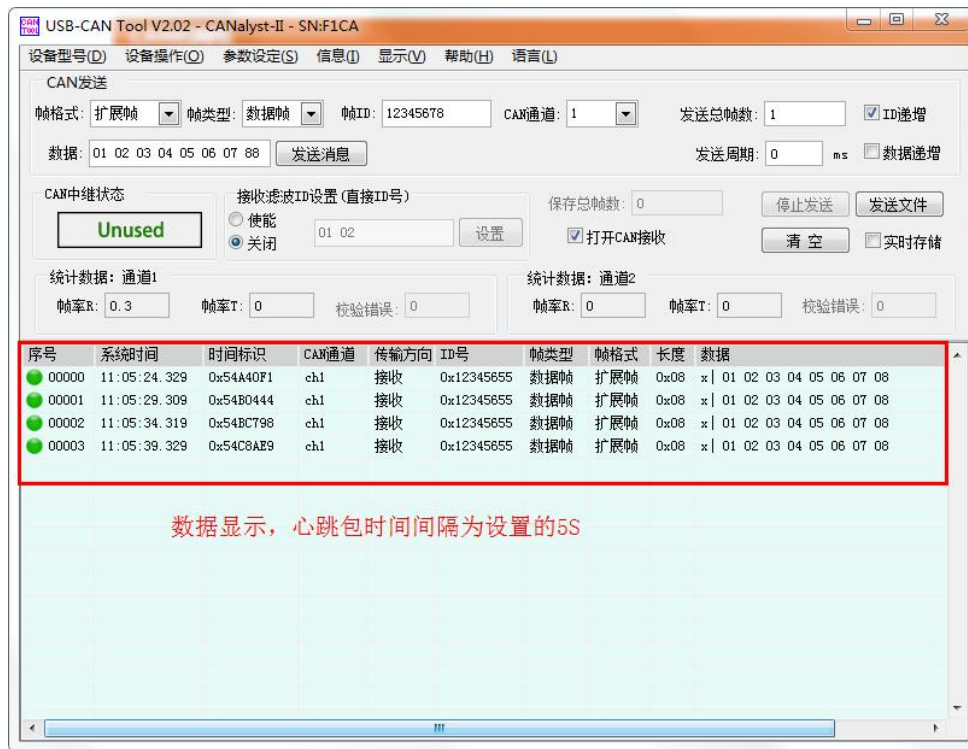 CAN TOOL USB-CAN Tool V2.02 - CANalyst-II - SN:F1CA
设备型号(D) 设备操作(O) 参数设定(S) 信息(I) 显示(V) 帮助(H) 语言(L)
CAN发送
帧格式: 扩展帧 帧类型: 数据帧 帧ID: 12345678 CAN通道: 1 发送总帧数: 1 ID递增
数据: 01 02 03 04 05 06 07 88 发送消息 发送周期: 0 ms 数据递增
CAN中继状态 接收滤波ID设置(直接ID号) 保存总帧数: 0 停止发送 发送文件
Unused 使能 01 02 设置
关闭 打开CAN接收 清空 实时存储
统计数据: 通道1 统计数据: 通道2
帧率R: 0.3 帧率T: 0 校验错误: 0 帧率R: 0 帧率T: 0 校验错误: 0
序号 系统时间 时间标识 CAN通道 传输方向 ID号 帧类型 帧格式 长度 数据
00000 11:05:24.329 0x54A40F1 ch1 接收 0x12345655 数据帧 扩展帧 0x08 x| 01 02 03 04 05 06 07 08
00001 11:05:29.309 0x54B0444 ch1 接收 0x12345655 数据帧 扩展帧 0x08 x| 01 02 03 04 05 06 07 08
00002 11:05:34.319 0x54BC798 ch1 接收 0x12345655 数据帧 扩展帧 0x08 x| 01 02 03 04 05 06 07 08
00003 11:05:39.329 0x54C8AE9 ch1 接收 0x12345655 数据帧 扩展帧 0x08 x| 01 02 03 04 05 06 07 08
数据显示，心跳包时间间隔为设置的5S